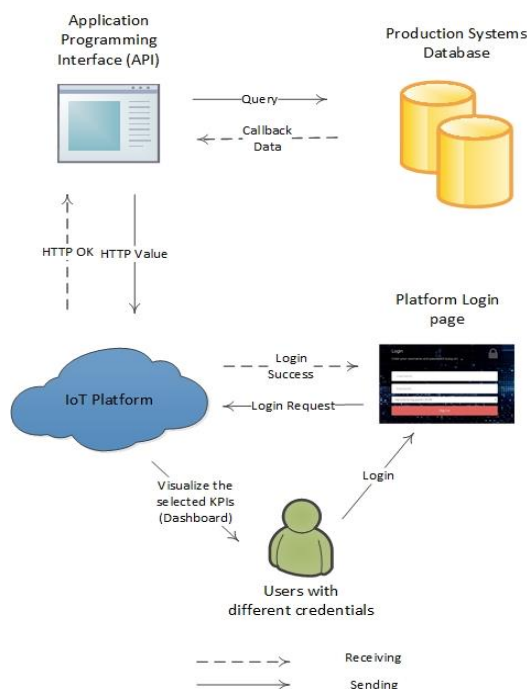 Application
Programming
Interface (API)
Production Systems
Database
Query
Callback
Data
HTTP OK
HTTP Value
Platform Login
page
Login
Login
Success
Login Request
IoT Platform
Visualize the
selected KPIs
(Dashboard)
Login
Users with
different credentials
Receiving
Sending